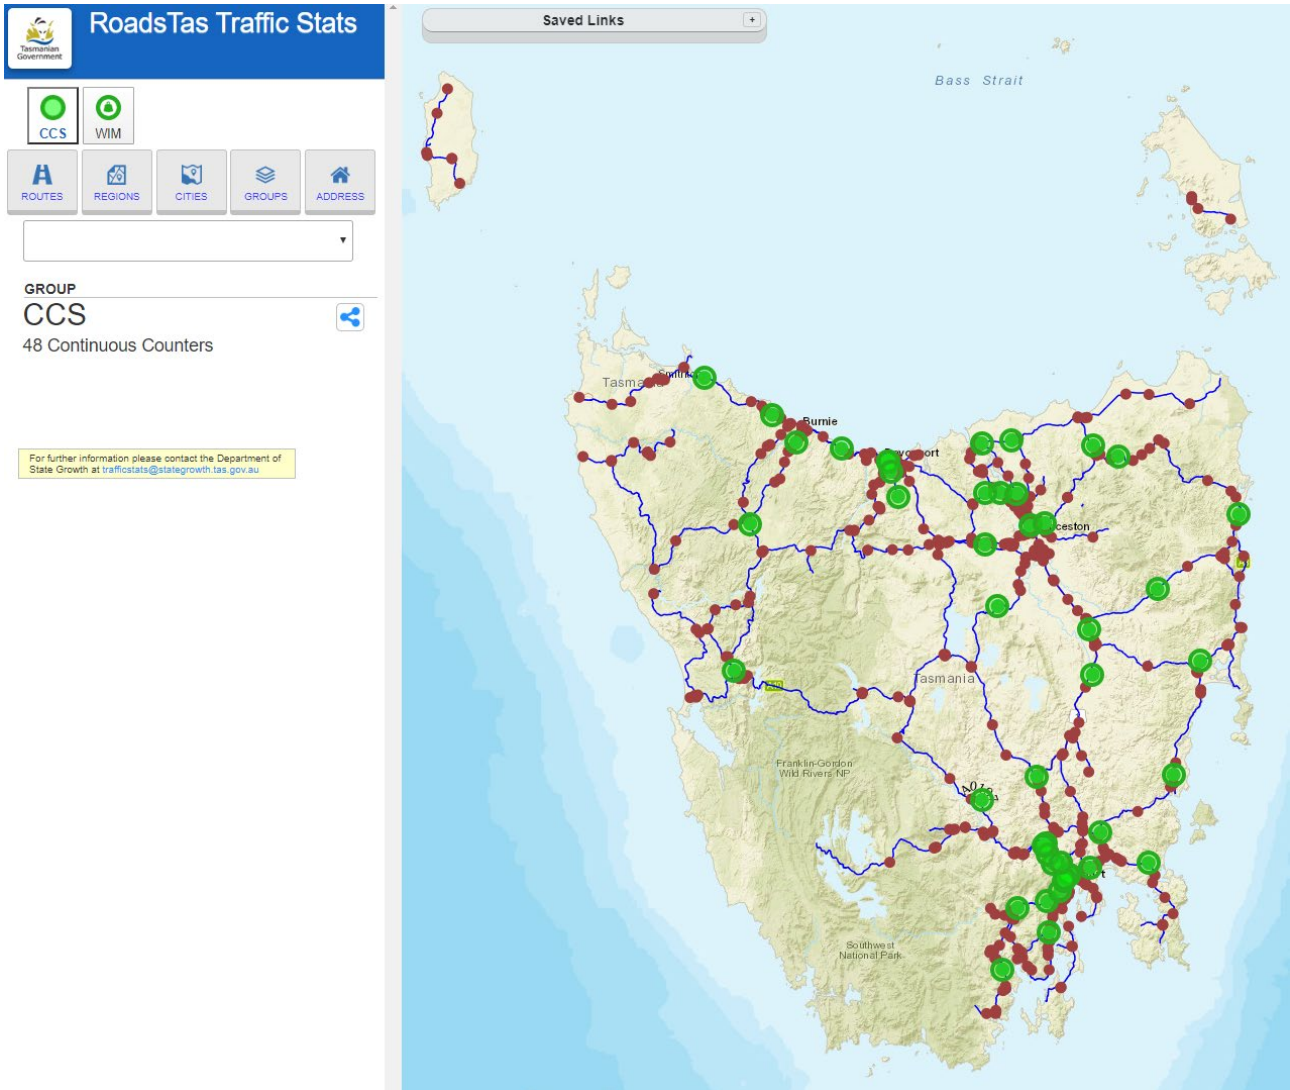 RoadsTas Traffic Stats
Tasmanian
Government
Saved Links
+
CCS
WIM
ROUTES
REGIONS
CITIES
GROUPS
ADDRESS
GROUP
CCS
48 Continuous Counters
For further information please contact the Department of
State Growth at trafficstats@stategrowth.tas.gov.au
Bass Strait
Burnie
Tasmania
Franklin-Gordon
Wild Rivers NP
Southwest
National Park